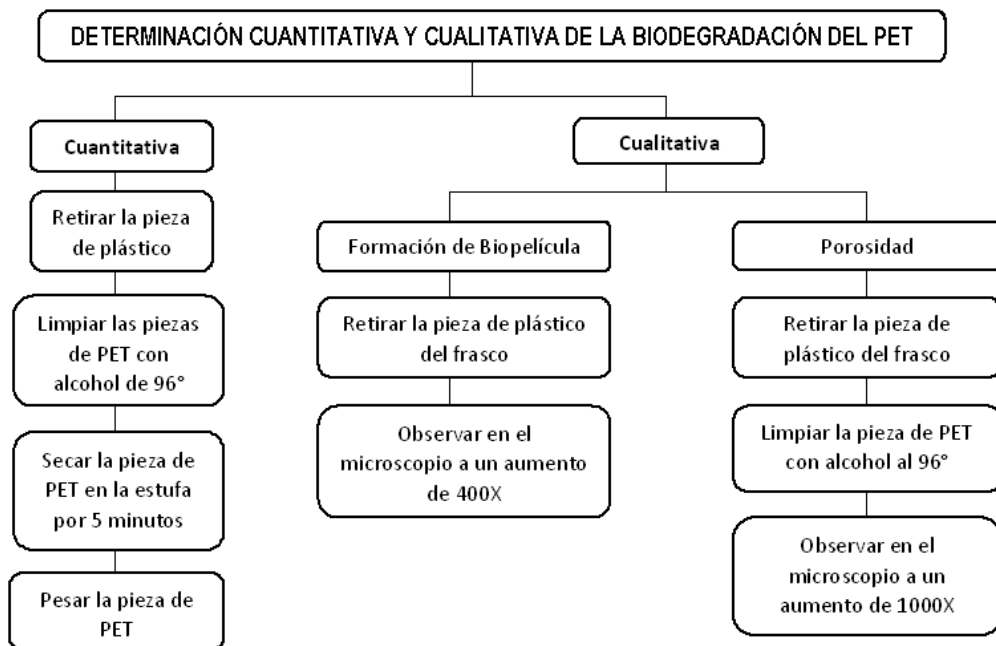 DETERMINACIÓN CUANTITATIVA Y CUALITATIVA DE LA BIODEGRADACIÓN DEL PET
Cuantitativa
Retirar la pieza
de plástico
Limpiar las piezas
de PET con
alcohol de 96°
Secar la pieza de
PET en la estufa
por 5 minutos
Pesar la pieza de
PET
Cualitativa
Formación de Biopelícula
Retirar la pieza de plástico
del frasco
Observar en el
microscopio a un aumento
de 400X
Porosidad
Retirar la pieza de
plástico del frasco
Limpiar la pieza de PET
con alcohol al 96°
Observar en el
microscopio a un
aumento de 1000X